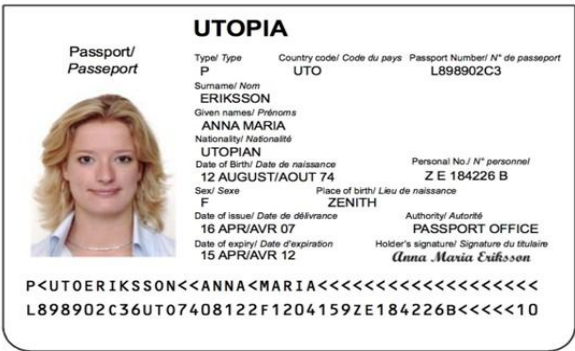 UTOPIA
Passport/
Passeport
Type/ Type Country code/ Code du pays Passport Number/ N° de passeport
P UTO L898902C3
Surname/ Nom
ERIKSSON
Given names/ Prénoms
ANNA MARIA
Nationality/ Nationalité
UTOPIAN
Date of Birth/ Date de naissance Personal No./ N° personnel
12 AUGUST/AOUT 74 Z E 184226 B
Sex/ Sexe Place of birth/ Lieu de naissance
F ZENITH
Date of issue/ Date de délivrance Authority/ Autorité
16 APR/AVR 07 PASSPORT OFFICE
Date of expiry/ Date d'expiration Holder's signature/ Signature du titulaire
15 APR/AVR 12 Anna Maria Eriksson
P<UTOERIKSSON<<ANNA<MARIA<<<<<<<<<<<<<<<<<<<
L898902C36UTO7408122F1204159ZE184226B<<<<<10